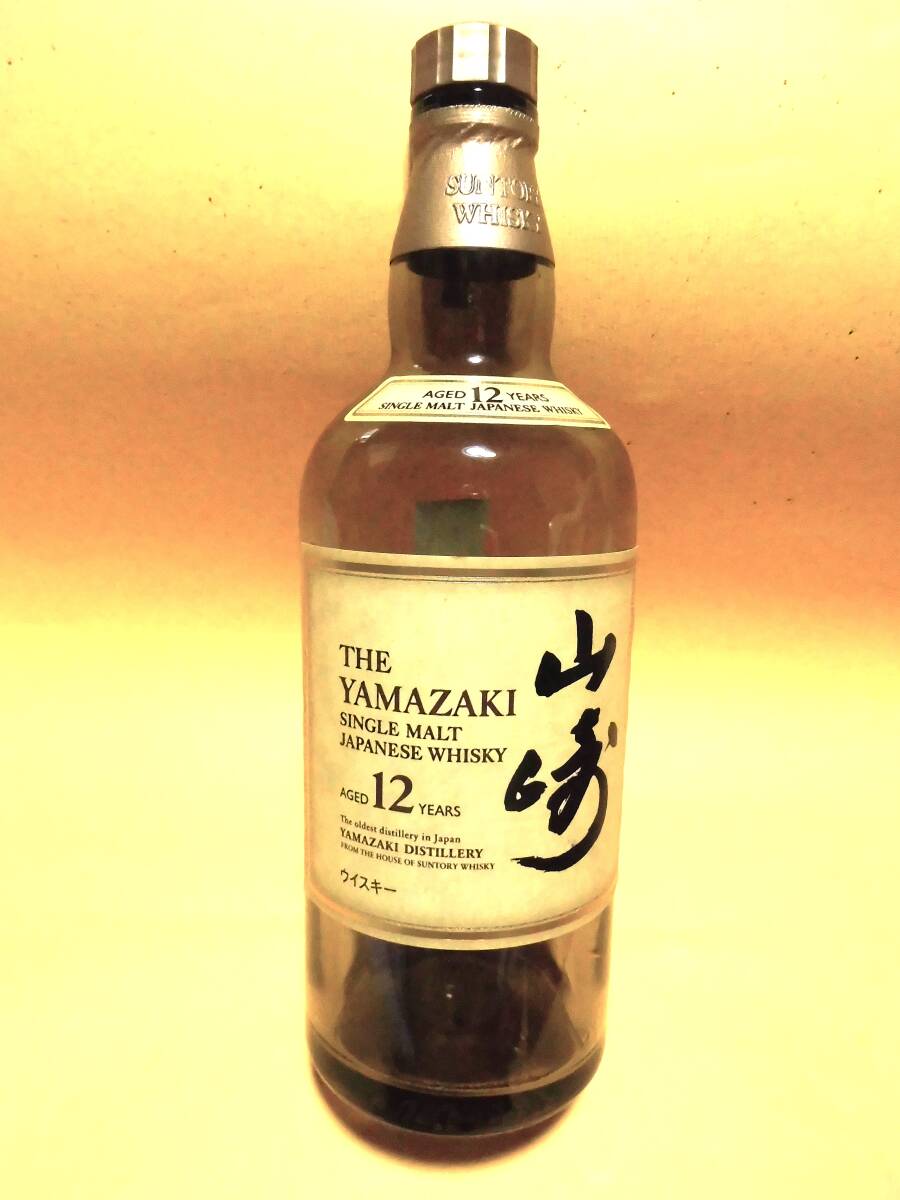 SUNTORY
WHISKY
AGED 12 YEARS
SINGLE MALT JAPANESE WHISKY
THE
YAMAZAKI
SINGLE MALT
JAPANESE WHISKY
AGED 12 YEARS
The oldest distillery in Japan
YAMAZAKI DISTILLERY
FROM THE HOUSE OF SUNTORY WHISKY
ウイスキー
山崎